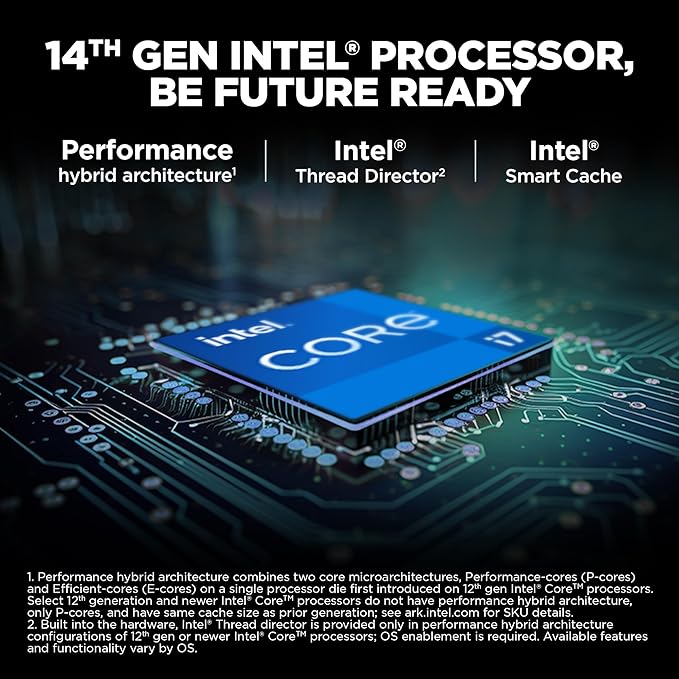 14TH GEN INTEL® PROCESSOR,
BE FUTURE READY
Performance
hybrid architecture¹
Intel®
Thread Director²
Intel®
Smart Cache
intel.
CORE™
i7
1. Performance hybrid architecture combines two core microarchitectures, Performance-cores (P-cores)
and Efficient-cores (E-cores) on a single processor die first introduced on 12th gen Intel® Core™ processors.
Select 12th generation and newer Intel® Core™ processors do not have performance hybrid architecture,
only P-cores, and have same cache size as prior generation; see ark.intel.com for SKU details.
2. Built into the hardware, Intel® Thread director is provided only in performance hybrid architecture
configurations of 12th gen or newer Intel® Core™ processors; OS enablement is required. Available features
and functionality vary by OS.